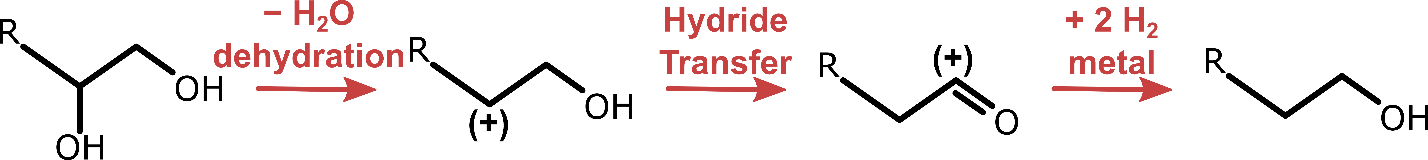 – H₂O
dehydration
Hydride
Transfer
+ 2 H₂
metal
R
OH
OH
R
(+)
OH
R
(+)
O
R
OH